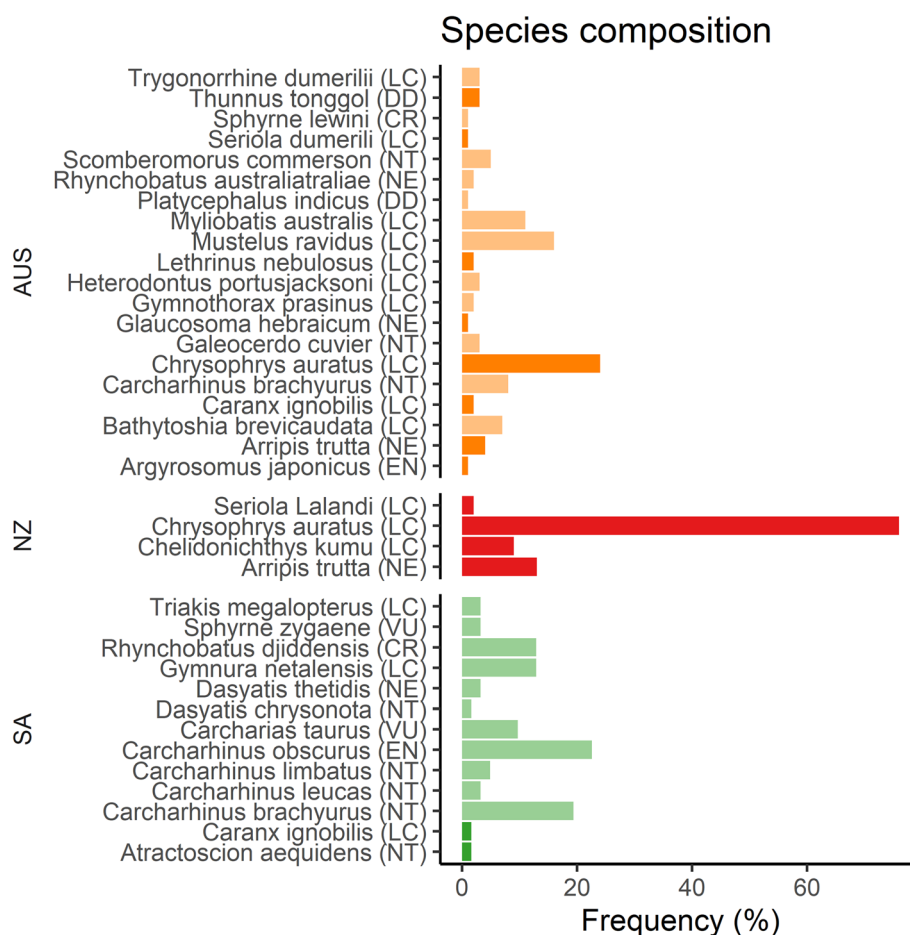 Species composition
AUS
Trygonorrhine dumerilii (LC)
Thunnus tonggol (DD)
Sphyrne lewini (CR)
Seriola dumerili (LC)
Scomberomorus commerson (NT)
Rhynchobatus australiatraliae (NE)
Platycephalus indicus (DD)
Myliobatis australis (LC)
Mustelus ravidus (LC)
Lethrinus nebulosus (LC)
Heterodontus portusjacksoni (LC)
Gymnothorax prasinus (LC)
Glaucosoma hebraicum (NE)
Galeocerdo cuvier (NT)
Chrysophrys auratus (LC)
Carcharhinus brachyurus (NT)
Caranx ignobilis (LC)
Bathytoshia brevicaudata (LC)
Arripis trutta (NE)
Argyrosomus japonicus (EN)
NZ
Seriola Lalandi (LC)
Chrysophrys auratus (LC)
Chelidonichthys kumu (LC)
Arripis trutta (NE)
SA
Triakis megalopterus (LC)
Sphyrne zygaene (VU)
Rhynchobatus djiddensis (CR)
Gymnura netalensis (LC)
Dasyatis thetidis (NE)
Dasyatis chrysonota (NT)
Carcharias taurus (VU)
Carcharhinus obscurus (EN)
Carcharhinus limbatus (NT)
Carcharhinus leucas (NT)
Carcharhinus brachyurus (NT)
Caranx ignobilis (LC)
Atractoscion aequidens (NT)
0 20 40 60
Frequency (%)